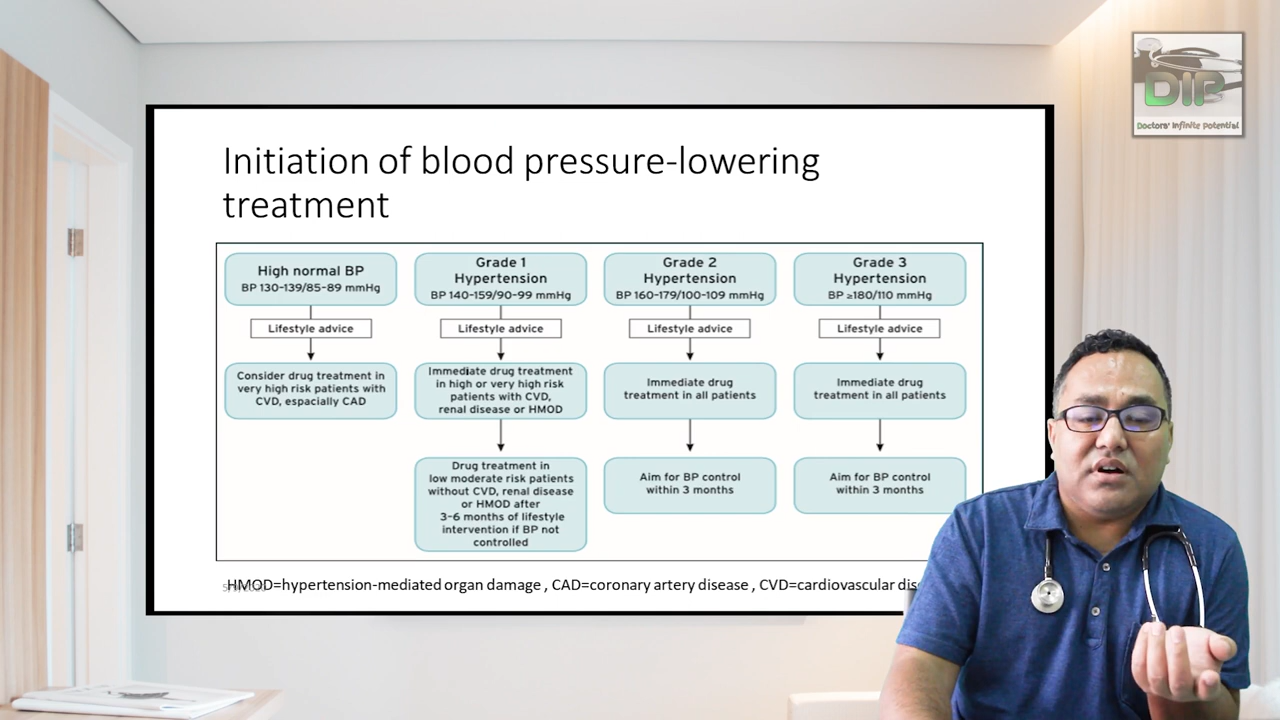 DIP
Doctors' Infinite Potential
Initiation of blood pressure-lowering
treatment
High normal BP
BP 130-139/85-89 mmHg
Lifestyle advice
Consider drug treatment in
very high risk patients with
CVD, espacially CAD
Grade 1
Hypertension
BP 140-159/90-99 mmHg
Lifestyle advice
Immediate drug treatment
in high or very high risk
patients with CVD,
renal disease or HMOD
Drug treatment in
low moderate risk patients
without CVD, renal disease
or HMOD after
3-6 months of lifestyle
intervention if BP not
controlled
Grade 2
Hypertension
BP 160-179/100-109 mmHg
Lifestyle advice
Immediate drug
treatment in all patients
Aim for BP control
within 3 months
Grade 3
Hypertension
BP ≥180/110 mmHg
Lifestyle advice
Immediate drug
treatment in all patients
Aim for BP control
within 3 months
HMOD=hypertension-mediated organ damage , CAD=coronary artery disease , CVD=cardiovascular